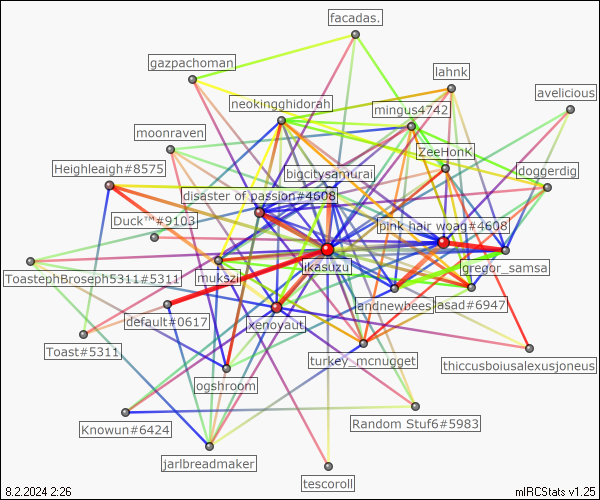 facadas.
gazpachoman
lahnk
avelicious
neokingghidorah
mingus4742
moonraven
ZeeHonK
Heighleaigh#8575
bigcitysamurai
doggerdig
disaster of passion#4608
Duck™#9103
pink hair woag#4608
ToastephBroseph5311#5311
mukszi
ikasuzu
gregor_samsa
default#0617
xenoyaut
andnewbees
asad#6947
Toast#5311
turkey_mcnugget
thiccusboiusalexusjoneus
ogshroom
Knowun#6424
Random Stuf6#5983
jarlbreadmaker
tescoroll
8.2.2024 2:26
mIRCStats v1.25